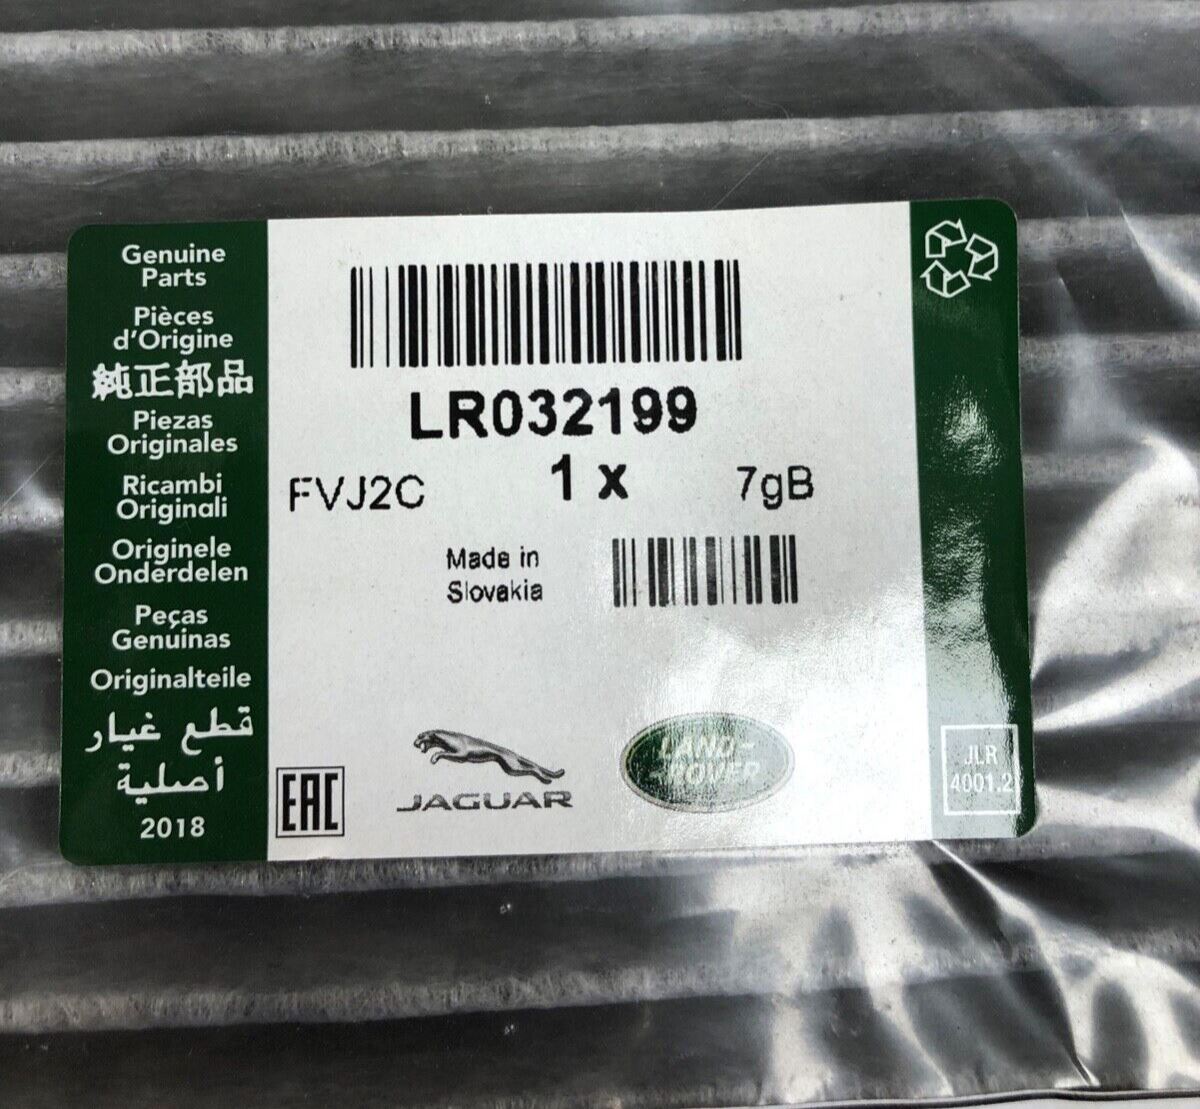 Genuine
Parts
Pièces
d'Origine
純正部品
Piezas
Originales
Ricambi
Originali
Originele
Onderdelen
Peças
Genuinas
Originalteile
قطع غيار
أصلية
2018
LR032199
FVJ2C
1 x
7gB
Made in
Slovakia
EAC
JAGUAR
LAND-
-ROVER
JLR
4001.2